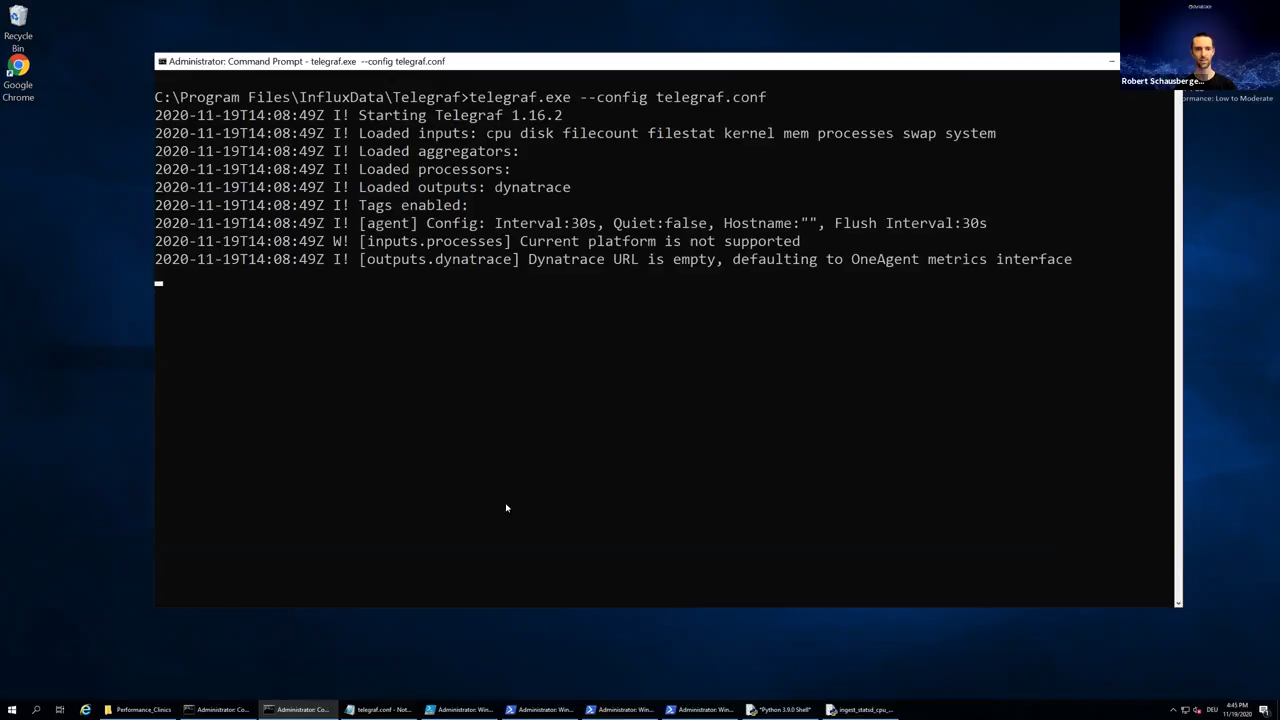 Recycle
Bin
Google
Chrome
Administrator: Command Prompt - telegraf.exe --config telegraf.conf
Robert Schausberge...
ormance: Low to Moderate
C:\Program Files\InfluxData\Telegraf>telegraf.exe --config telegraf.conf
2020-11-19T14:08:49Z I! Starting Telegraf 1.16.2
2020-11-19T14:08:49Z I! Loaded inputs: cpu disk filecount filestat kernel mem processes swap system
2020-11-19T14:08:49Z I! Loaded aggregators:
2020-11-19T14:08:49Z I! Loaded processors:
2020-11-19T14:08:49Z I! Loaded outputs: dynatrace
2020-11-19T14:08:49Z I! Tags enabled:
2020-11-19T14:08:49Z I! [agent] Config: Interval:30s, Quiet:false, Hostname:"", Flush Interval:30s
2020-11-19T14:08:49Z W! [inputs.processes] Current platform is not supported
2020-11-19T14:08:49Z I! [outputs.dynatrace] Dynatrace URL is empty, defaulting to OneAgent metrics interface
Performance_Clinics
Administrator: Co...
Administrator: Co...
telegraf.conf - Not...
Administrator: Win...
Administrator: Win...
Administrator: Win...
Administrator: Win...
*Python 3.9.0 Shell*
ingest_statsd_cpu_...
DEU
4:45 PM
11/19/2020